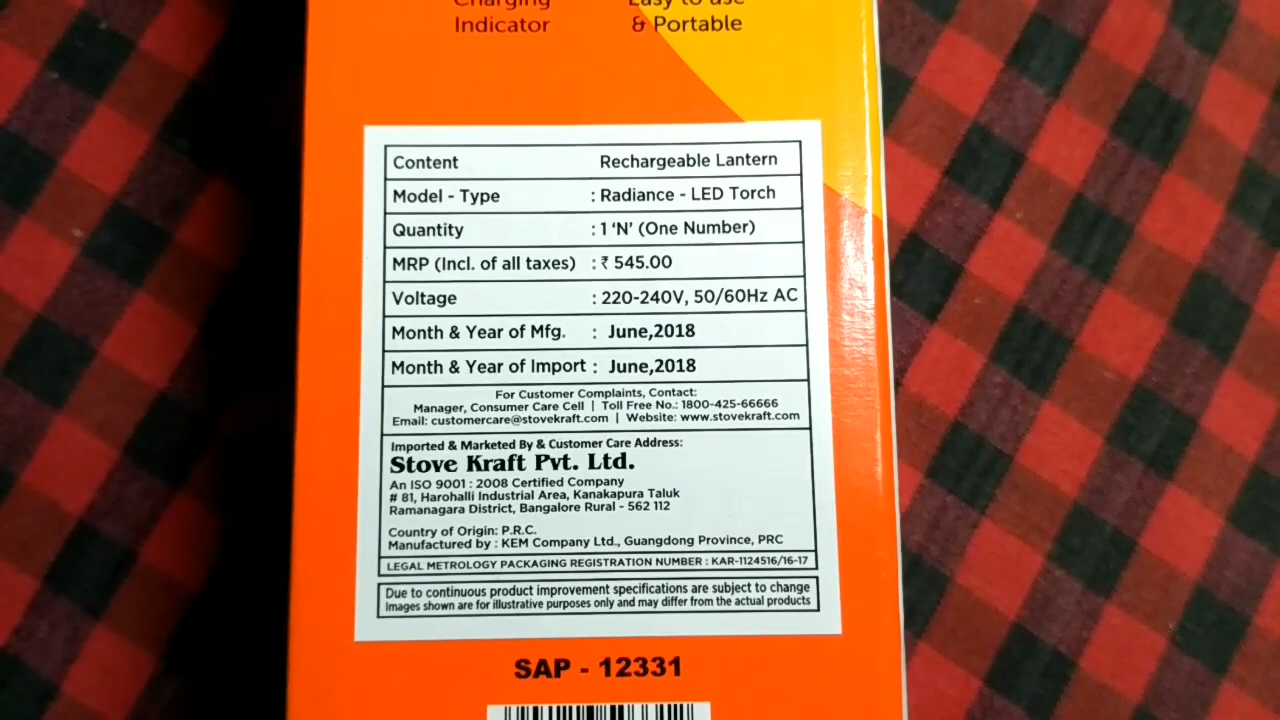 Charging
Indicator
Easy to use
& Portable
Content Rechargeable Lantern
Model - Type : Radiance - LED Torch
Quantity : 1 ‘N’ (One Number)
MRP (Incl. of all taxes) : ₹ 545.00
Voltage : 220-240V, 50/60Hz AC
Month & Year of Mfg. : June,2018
Month & Year of Import : June,2018
For Customer Complaints, Contact:
Manager, Consumer Care Cell | Toll Free No.: 1800-425-66666
Email: customercare@stovekraft.com | Website: www.stovekraft.com
Imported & Marketed By & Customer Care Address:
Stove Kraft Pvt. Ltd.
An ISO 9001 : 2008 Certified Company
# 81, Harohalli Industrial Area, Kanakapura Taluk
Ramanagara District, Bangalore Rural - 562 112
Country of Origin: P.R.C.
Manufactured by : KEM Company Ltd., Guangdong Province, PRC
LEGAL METROLOGY PACKAGING REGISTRATION NUMBER : KAR-1124516/16-17
Due to continuous product improvement specifications are subject to change
Images shown are for illustrative purposes only and may differ from the actual products
SAP - 12331